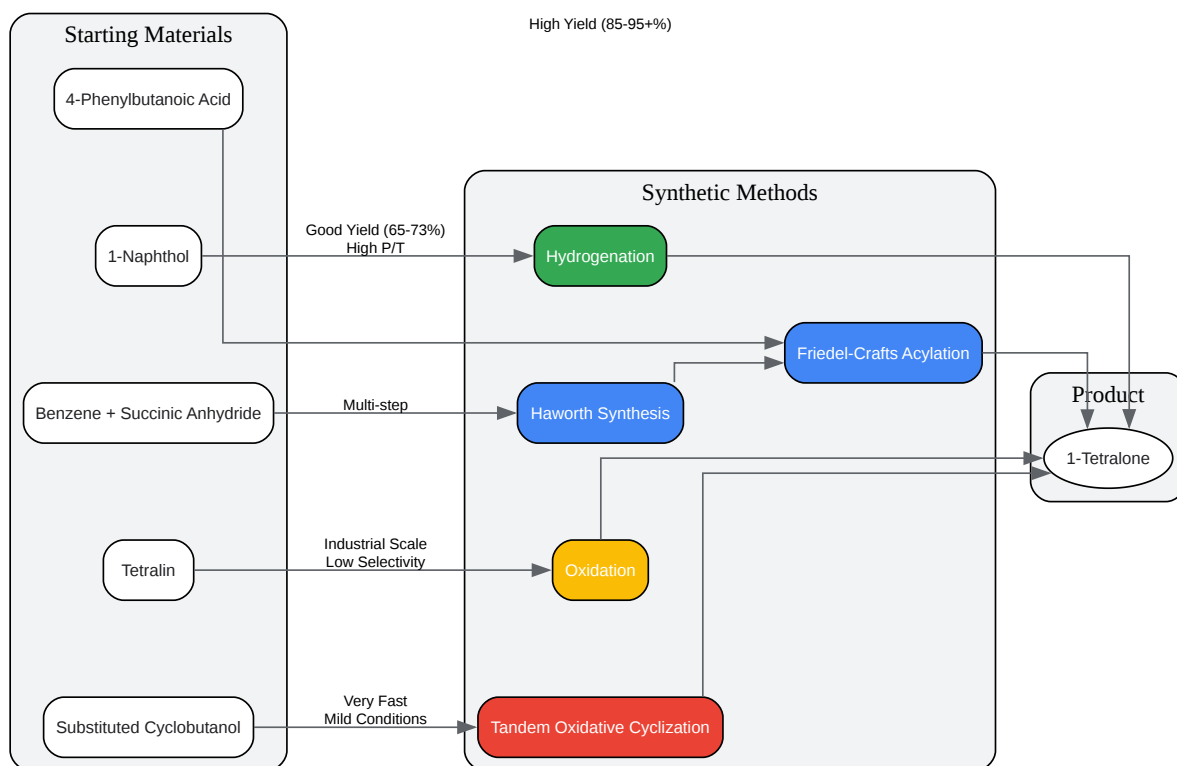 High Yield (85-95+%)
Starting Materials
4-Phenylbutanoic Acid
Synthetic Methods
Good Yield (65-73%)
High P/T
1-Naphthol
Hydrogenation
Friedel-Crafts Acylation
Product
Benzene + Succinic Anhydride
Multi-step
Haworth Synthesis
1-Tetralone
Industrial Scale
Low Selectivity
Tetralin
Oxidation
Very Fast
Mild Conditions
Substituted Cyclobutanol
Tandem Oxidative Cyclization